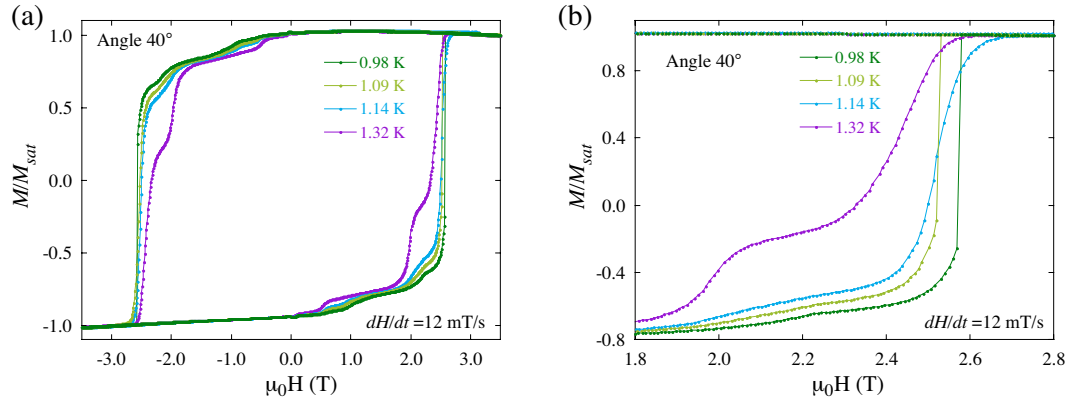 (a)
Angle 40°
0.98 K
1.09 K
1.14 K
1.32 K
dH/dt =12 mT/s
M/M_sat
1.0
0.5
0.0
-0.5
-1.0
-3.0 -2.0 -1.0 0.0 1.0 2.0 3.0
μ₀H (T)
(b)
Angle 40°
0.98 K
1.09 K
1.14 K
1.32 K
dH/dt =12 mT/s
M/M_sat
0.8
0.4
0.0
-0.4
-0.8
1.8 2.0 2.2 2.4 2.6 2.8
μ₀H (T)